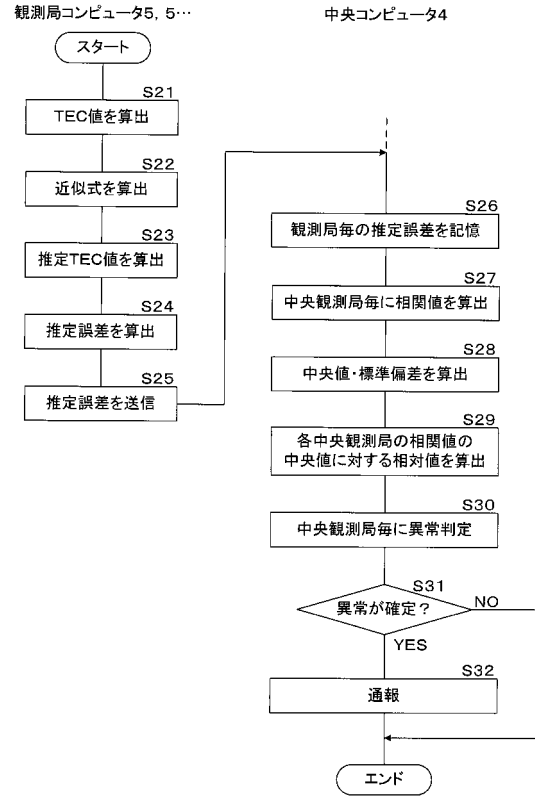 観測局コンピュータ5, 5…
スタート
S21
TEC値を算出
S22
近似式を算出
S23
推定TEC値を算出
S24
推定誤差を算出
S25
推定誤差を送信
中央コンピュータ4
S26
観測局毎の推定誤差を記憶
S27
中央観測局毎に相関値を算出
S28
中央値・標準偏差を算出
S29
各中央観測局の相関値の
中央値に対する相対値を算出
S30
中央観測局毎に異常判定
S31
異常が確定？
NO
YES
S32
通報
エンド